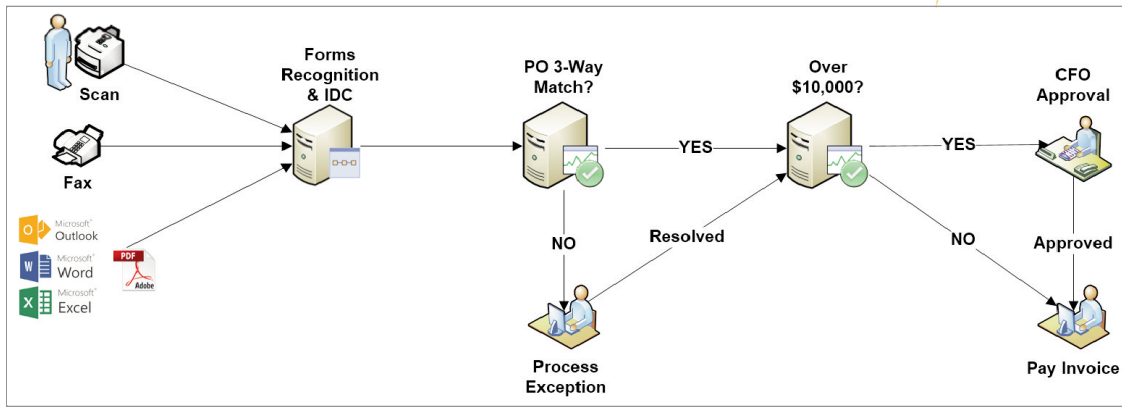 Scan
Fax
Microsoft®
Outlook
Microsoft®
Word
Microsoft®
Excel
PDF
Adobe
Forms
Recognition
& IDC
PO 3-Way
Match?
YES
NO
Process
Exception
Resolved
Over
$10,000?
YES
NO
CFO
Approval
Approved
Pay Invoice